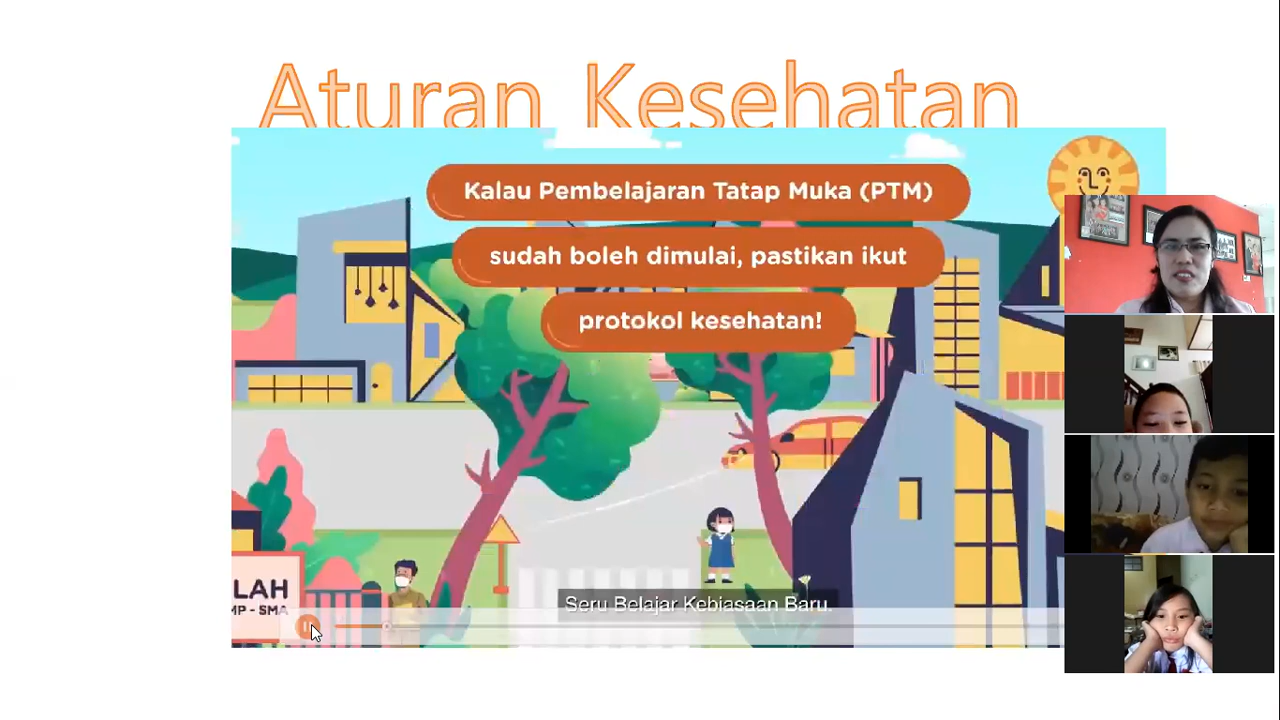 Aturan Kesehatan
Kalau Pembelajaran Tatap Muka (PTM)
sudah boleh dimulai, pastikan ikut
protokol kesehatan!
LAH
MP - SMA
Seru Belajar Kebiasaan Baru.